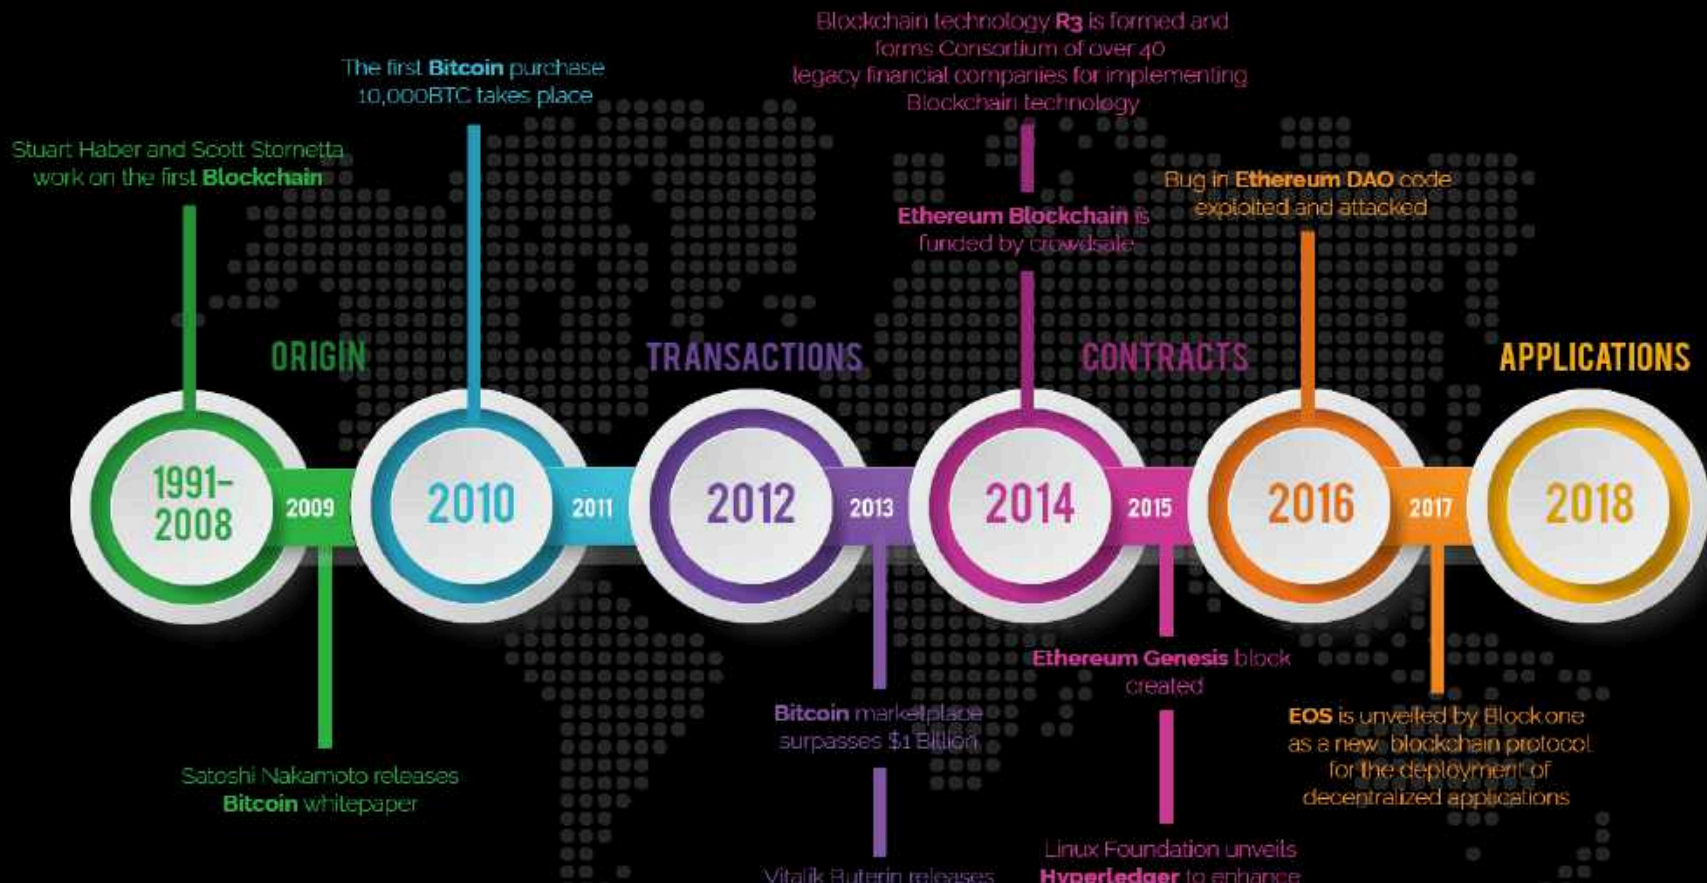 Blockchain technology R3 is formed and
forms Consortium of over 40
legacy financial companies for implementing
Blockchain technology
The first Bitcoin purchase
10,000BTC takes place
Stuart Haber and Scott Stornetta
work on the first Blockchain
Bug in Ethereum DAO code
exploited and attacked
Ethereum Blockchain is
funded by crowdsale
ORIGIN
TRANSACTIONS
CONTRACTS
APPLICATIONS
1991-
2008
2009
2010
2011
2012
2013
2014
2015
2016
2017
2018
Ethereum Genesis block
created
Bitcoin marketplace
surpasses $1 Billion
EOS is unveiled by Block.one
as a new blockchain protocol
for the deployment of
decentralized applications
Satoshi Nakamoto releases
Bitcoin whitepaper
Linux Foundation unveils
Hyperledger to enhance
Vitalik Buterin releases